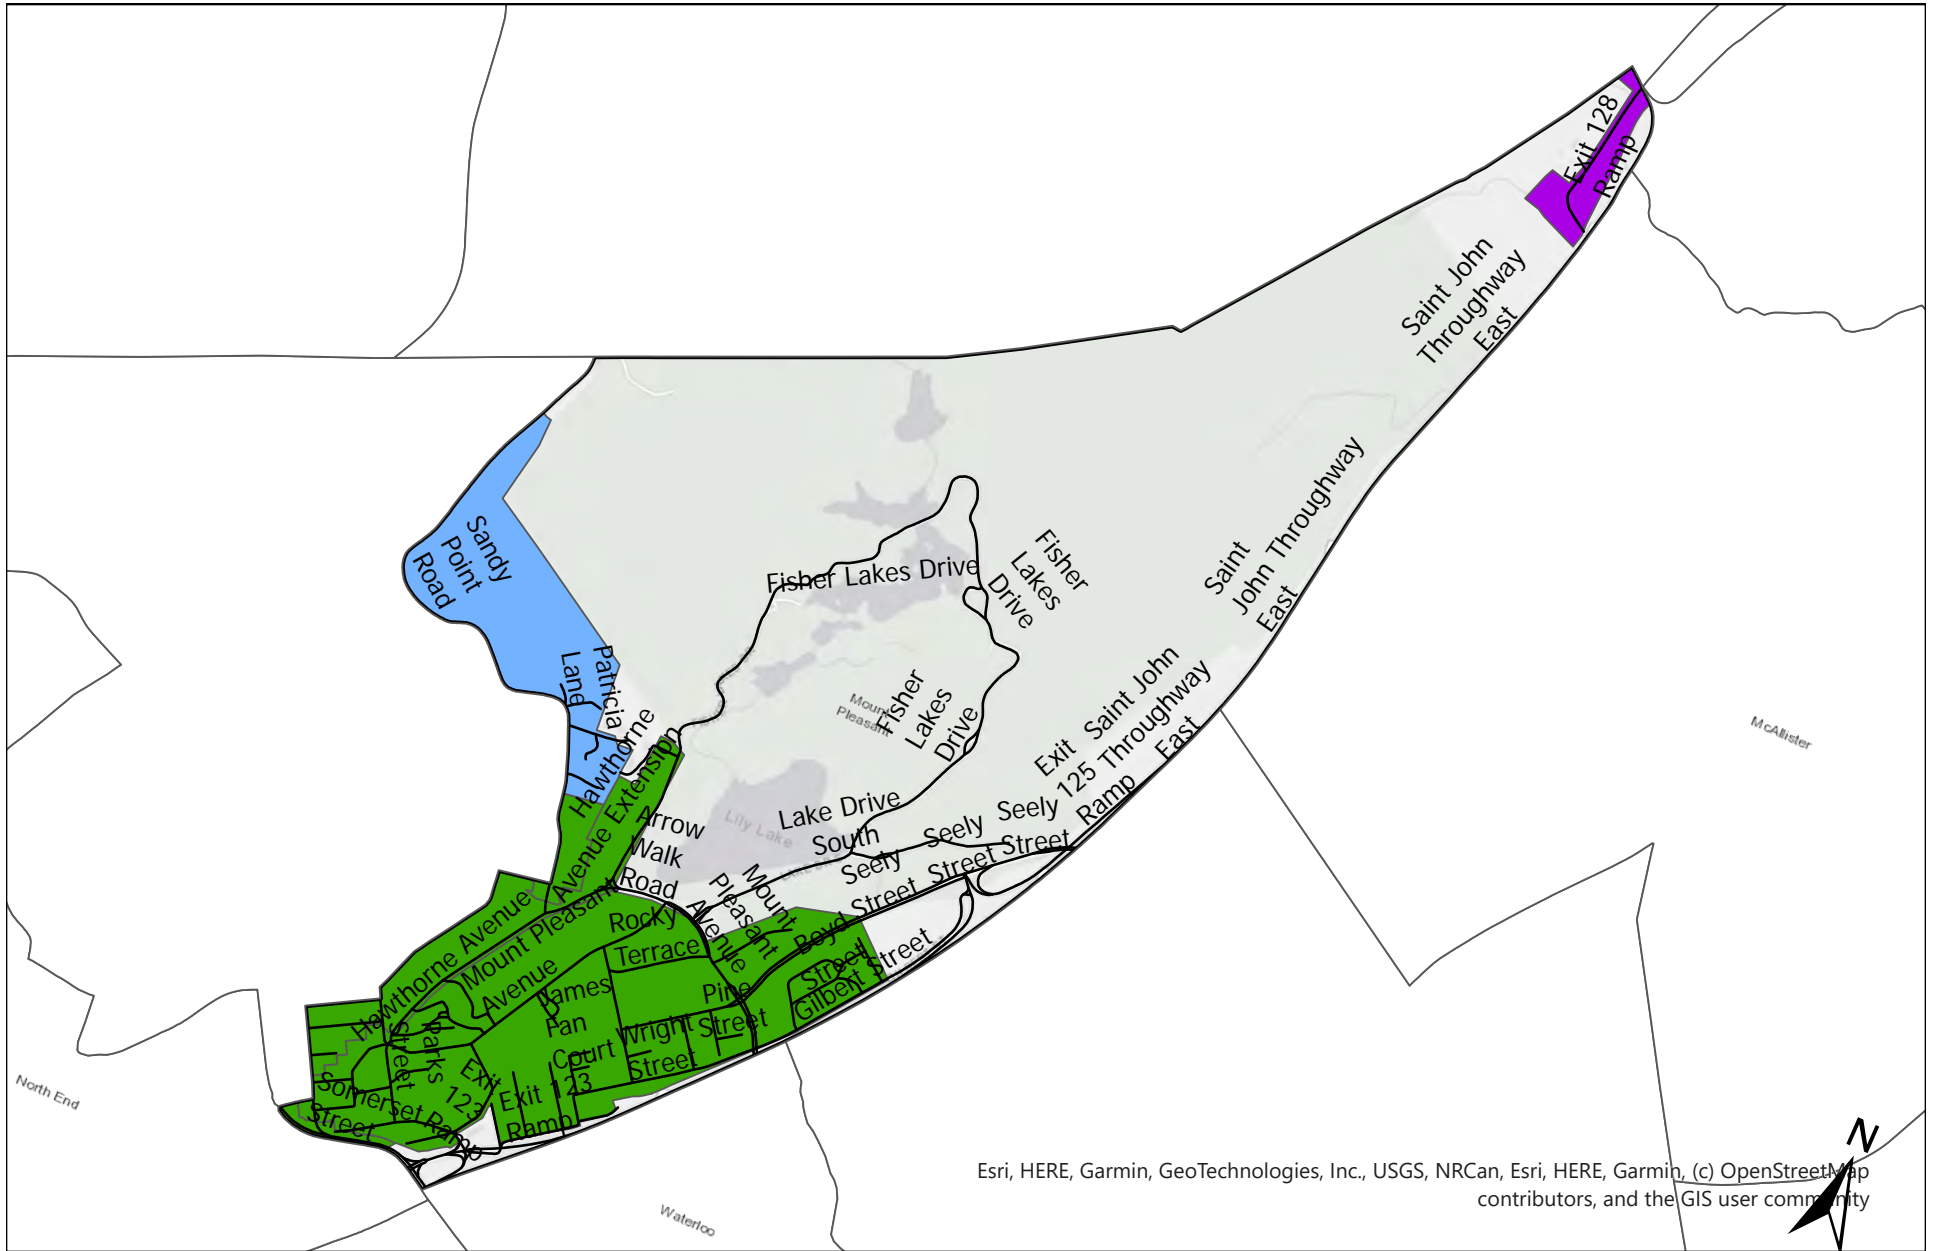 Exit 128
Ramp
Saint John
Throughway
East
Saint
John Throughway
East
Sandy
Point
Road
Fisher Lakes Drive
Fisher
Lakes
Drive
Patricia
Lane
Mount
Pleasant
Fisher
Lakes
Drive
Saint John
Throughway
East
Exit
125
Ramp
McAllister
Hawthorne
Avenue Extension
Arrow
Walk
Road
Lily Lake
Lake Drive
South
Seely
Street
Seely
Street
Seely
Street
Mount
Pleasant
Avenue
Boyd
Street
Gilbert Street
Hawthorne Avenue
Mount Pleasant
Avenue
Rocky
Terrace
James
D
Fan
Court
Pine
Street
Wright
Street
Parks
Street
Exit
123
Ramp
Exit 123
Ramp
Somerset
Street
North End
Waterloo
N
Esri, HERE, Garmin, GeoTechnologies, Inc., USGS, NRCan, Esri, HERE, Garmin, (c) OpenStreetMap
contributors, and the GIS user community